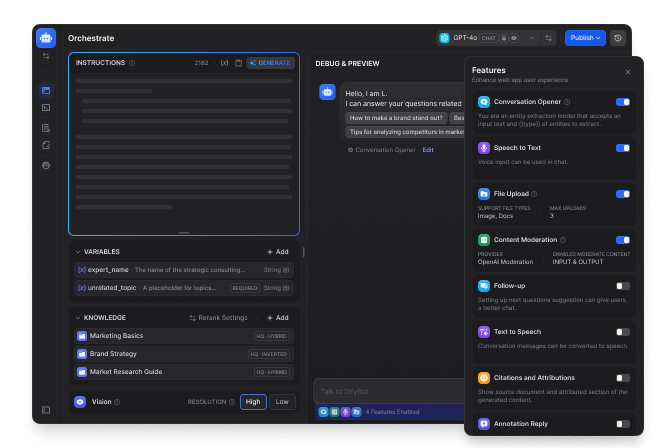 Orchestrate
GPT-4o CHAT
Publish
INSTRUCTIONS
2182
{x}
GENERATE
VARIABLES
+ Add
{x} expert_name The name of the strategic consulting... String
{x} unrelated_topic A placeholder for topics... REQUIRED String
KNOWLEDGE
Rerank Settings
+ Add
Marketing Basics HQ · HYBRID
Brand Strategy HQ · INVERTED
Market Research Guide HQ · HYBRID
Vision
RESOLUTION
High
Low
DEBUG & PREVIEW
Hello, I am L.
I can answer your questions related
How to make a brand stand out?
Bes
Tips for analyzing competitors in marke
Conversation Opener · Edit
Talk to DifyBot
4 Features Enabled
Features
Enhance web app user experience.
Conversation Opener
You are an entity extraction model that accepts an
input text and {{type}} of entities to extract.
Speech to Text
Voice input can be used in chat.
File Upload
SUPPORT FILE TYPES MAX UPLOADS
Image, Docs 3
Content Moderation
PROVIDER ENABLED MODERATE CONTENT
OpenAI Moderation INPUT & OUTPUT
Follow-up
Setting up next questions suggestion can give users
a better chat.
Text to Speech
Conversation messages can be converted to speech.
Citations and Attributions
Show source document and attributed section of the
generated content.
Annotation Reply